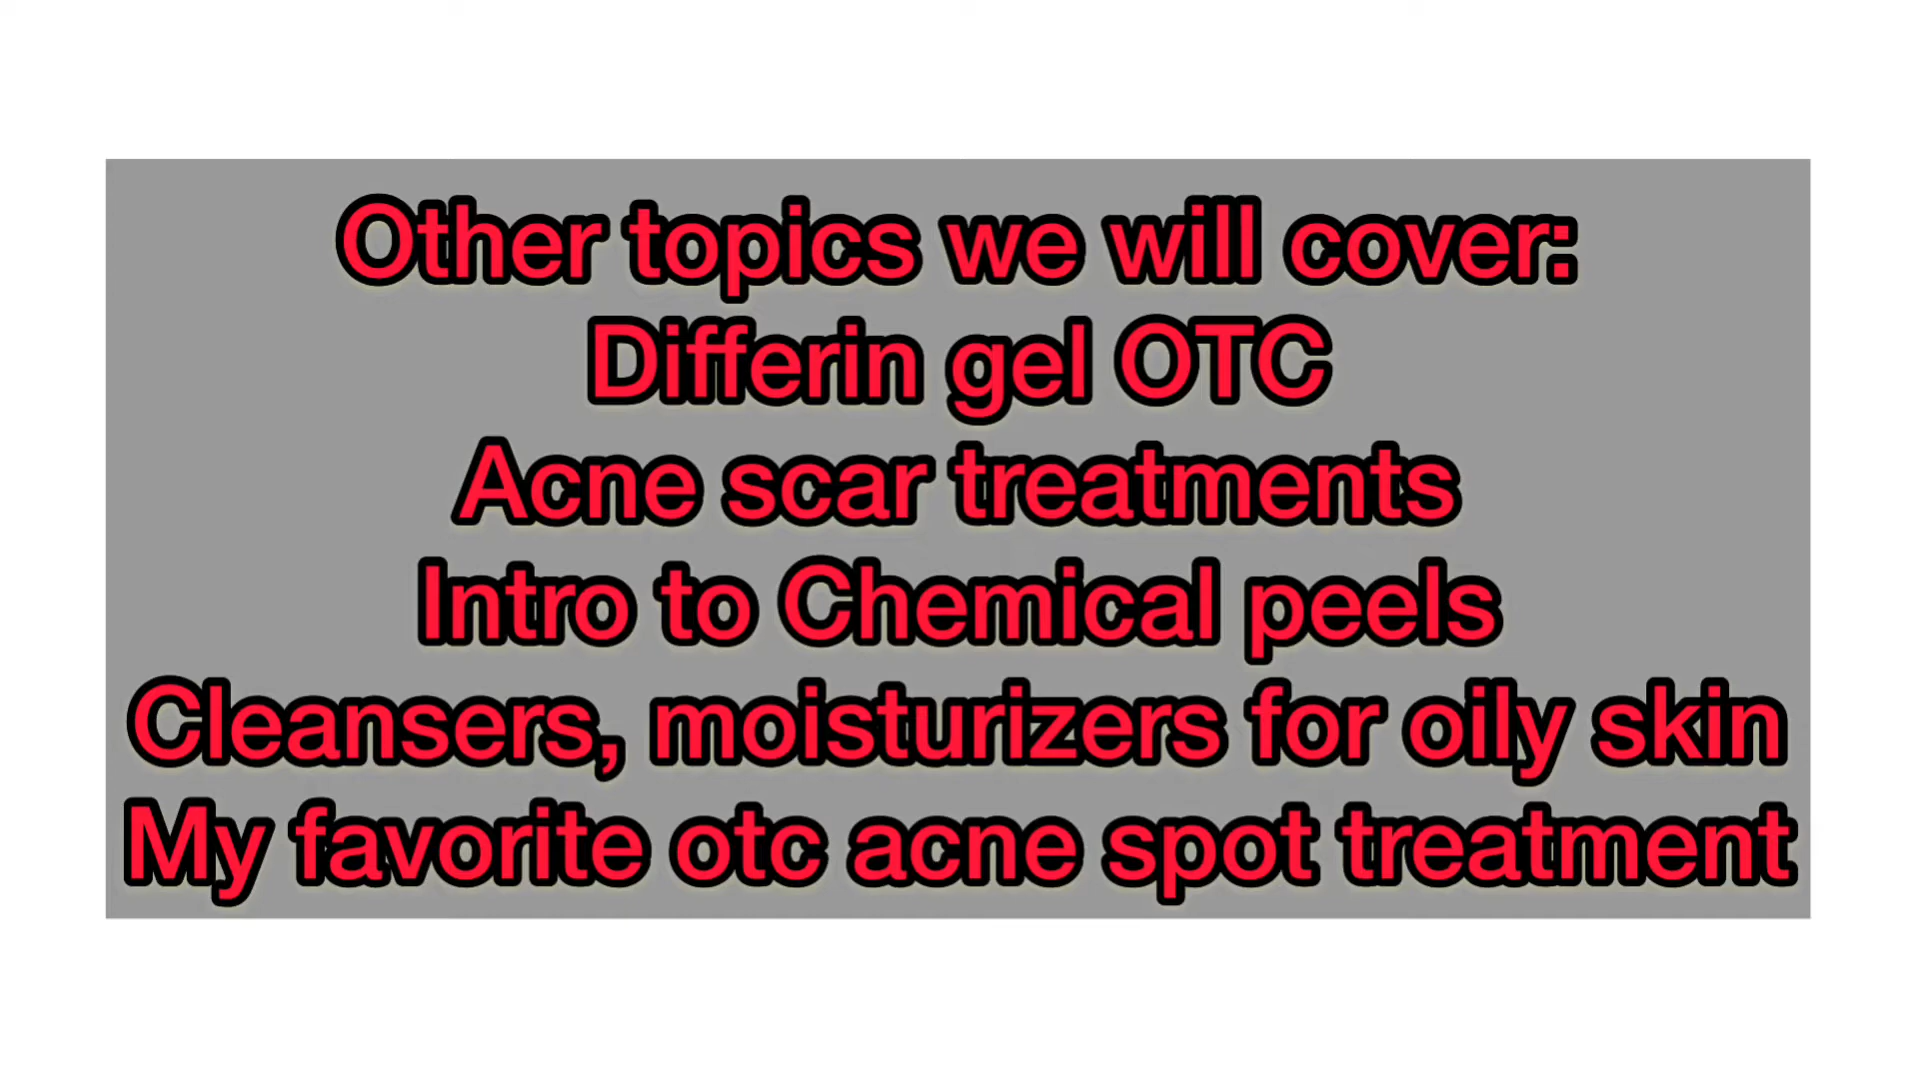 Other topics we will cover:
Differin gel OTC
Acne scar treatments
Intro to Chemical peels
Cleansers, moisturizers for oily skin
My favorite otc acne spot treatment